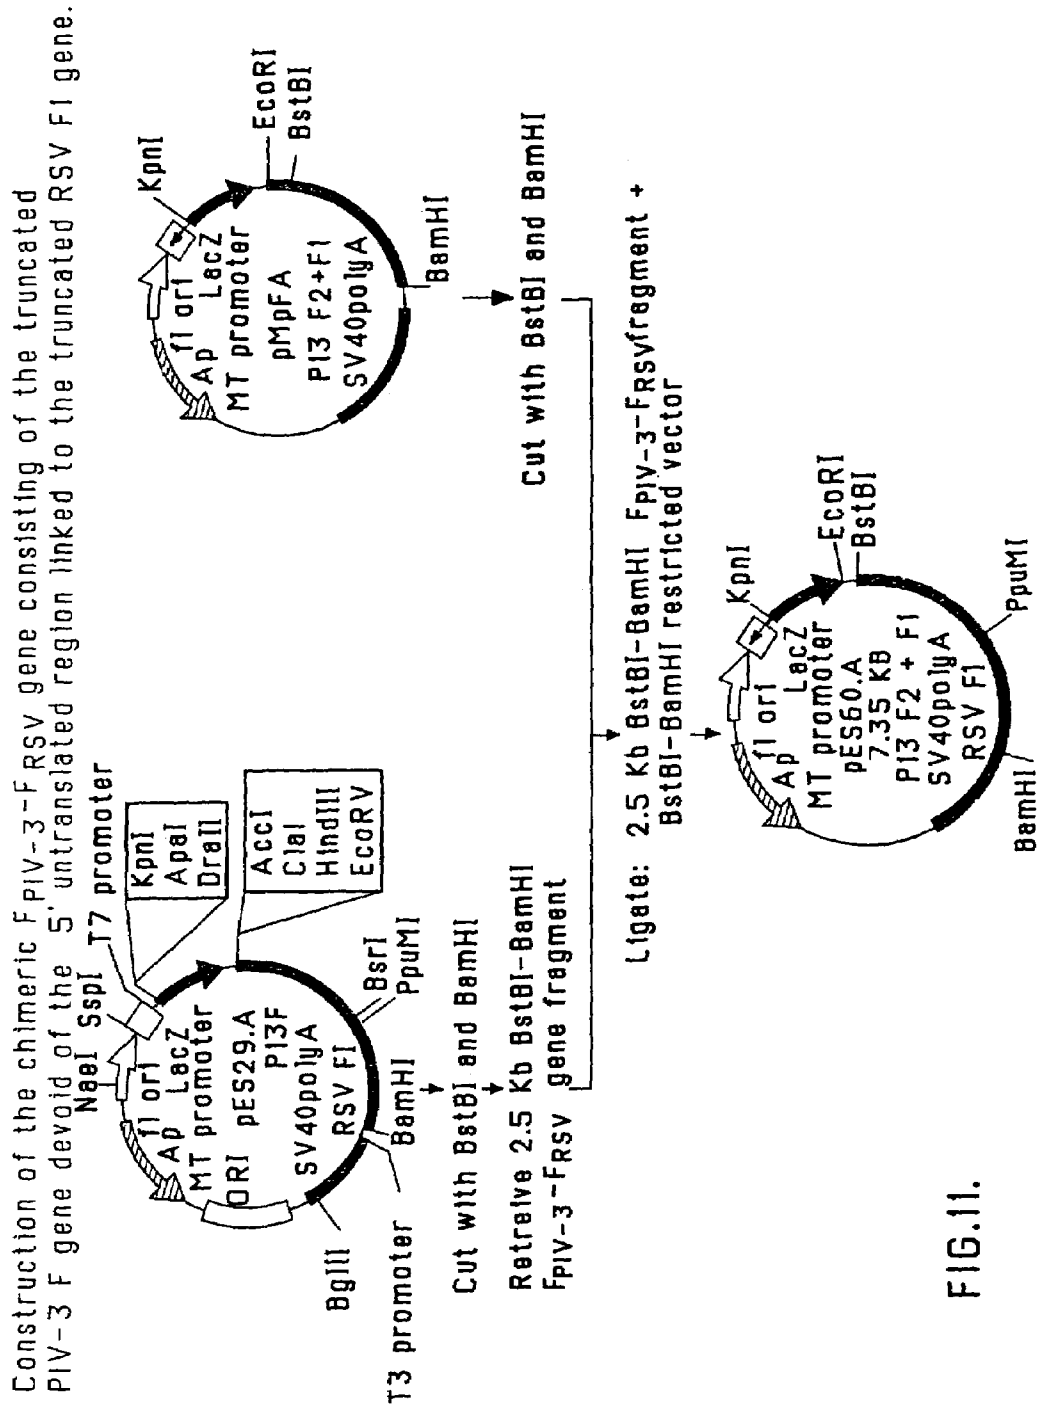 Construction of the chimeric FPIV-3-FRSV gene consisting of the truncated
PIV-3 F gene devoid of the 5' untranslated region linked to the truncated RSV F1 gene.
NaeI
SspI
T7 promoter
KpnI
ApaI
DraII
AccI
ClaI
HindIII
EcoRV
f1 ori
Ap LacZ
MT promoter
ORI pES29.A
PI3F
SV40polyA
RSV F1
BsrI
PpuMI
BamHI
BglII
T3 promoter
Cut with BstBI and BamHI
Retreive 2.5 Kb BstBI-BamHI
FPIV-3-FRSV gene fragment
KpnI
EcoRI
BstBI
BamHI
f1 ori
Ap LacZ
MT promoter
pMpFA
PI3 F2+F1
SV40polyA
Cut with BstBI and BamHI
Ligate: 2.5 Kb BstBI-BamHI FPIV-3-FRSVfragment +
BstBI-BamHI restricted vector
KpnI
EcoRI
BstBI
PpuMI
BamHI
f1 ori
Ap LacZ
MT promoter
pES60.A
7.35 KB
PI3 F2 + F1
SV40polyA
RSV F1
FIG.11.